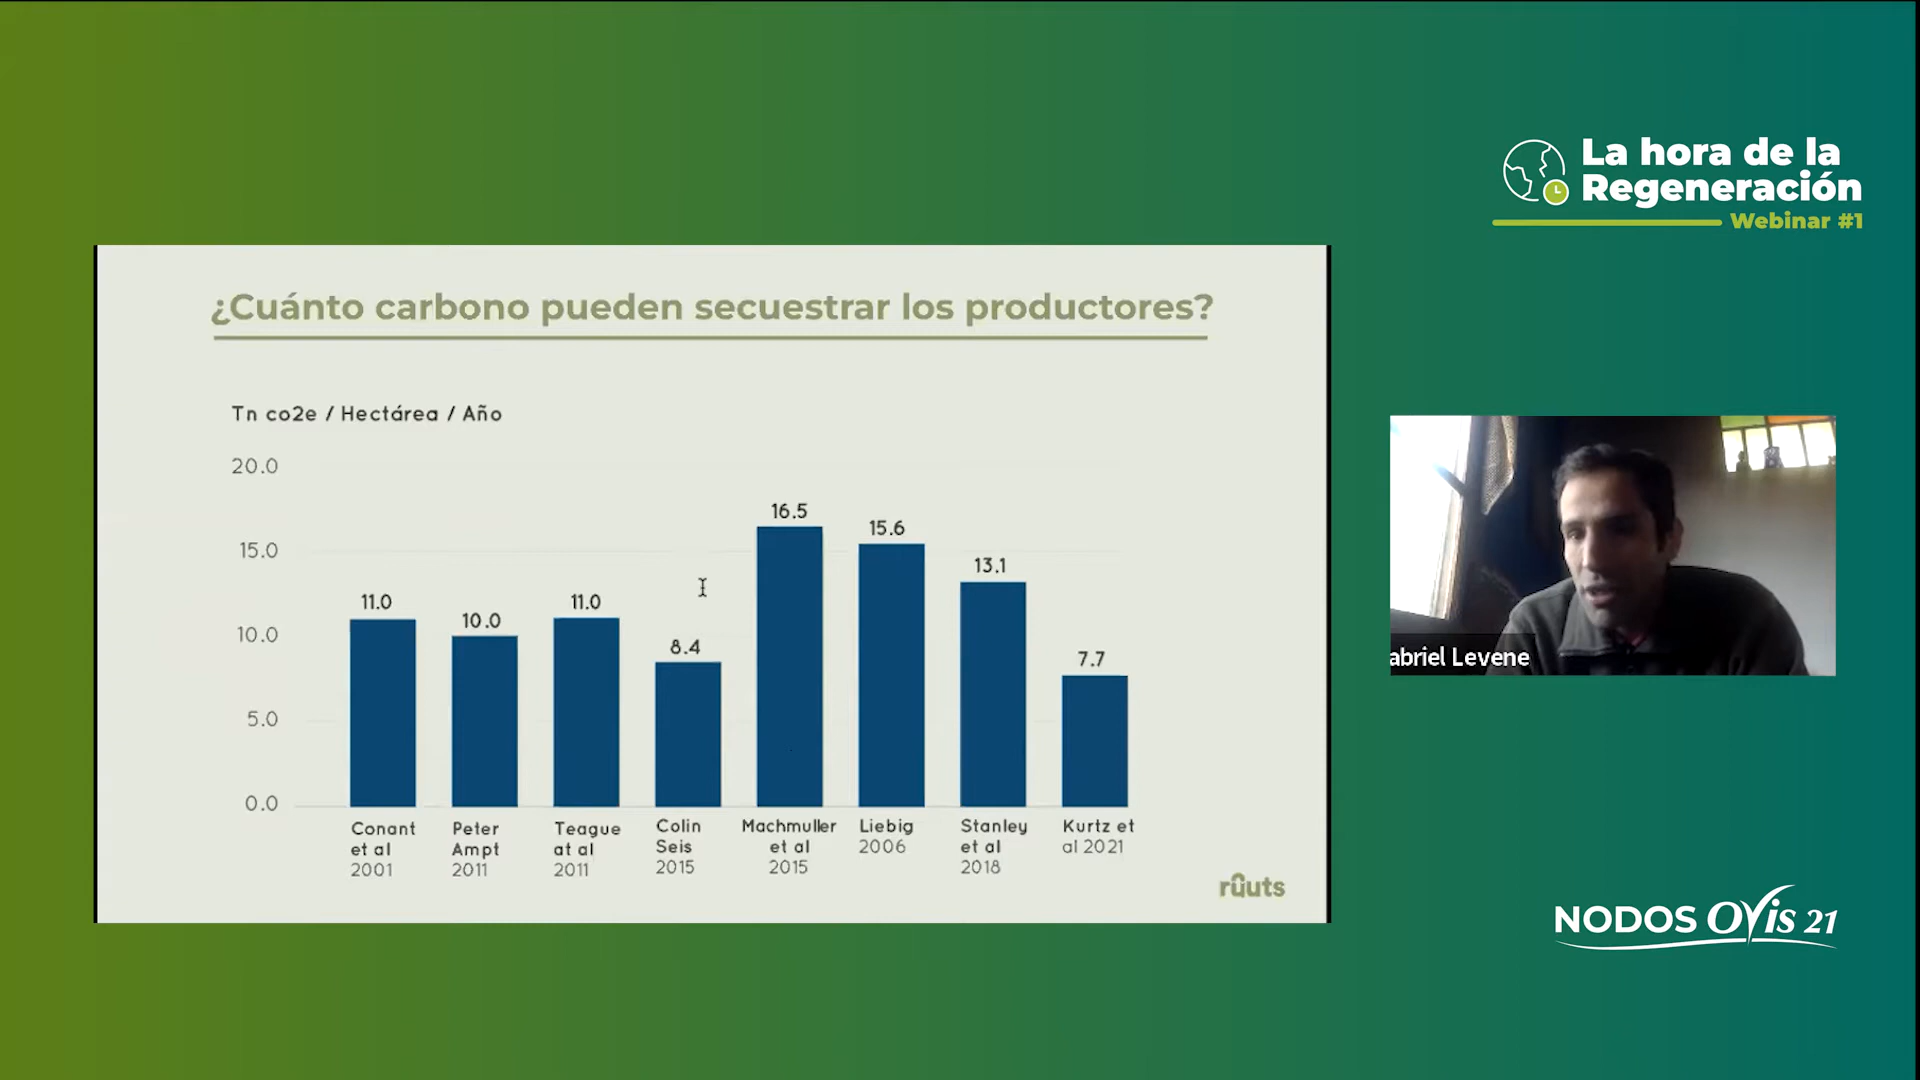 La hora de la
Regeneración
Webinar #1
¿Cuánto carbono pueden secuestrar los productores?
Tn co2e / Hectárea / Año
20.0
15.0
10.0
5.0
0.0
11.0
10.0
11.0
8.4
16.5
15.6
13.1
7.7
Conant
et al
2001
Peter
Ampt
2011
Teague
at al
2011
Colin
Seis
2015
Machmuller
et al
2015
Liebig
2006
Stanley
et al
2018
Kurtz et
al 2021
rûuts
abriel Levene
NODOS Ovis 21